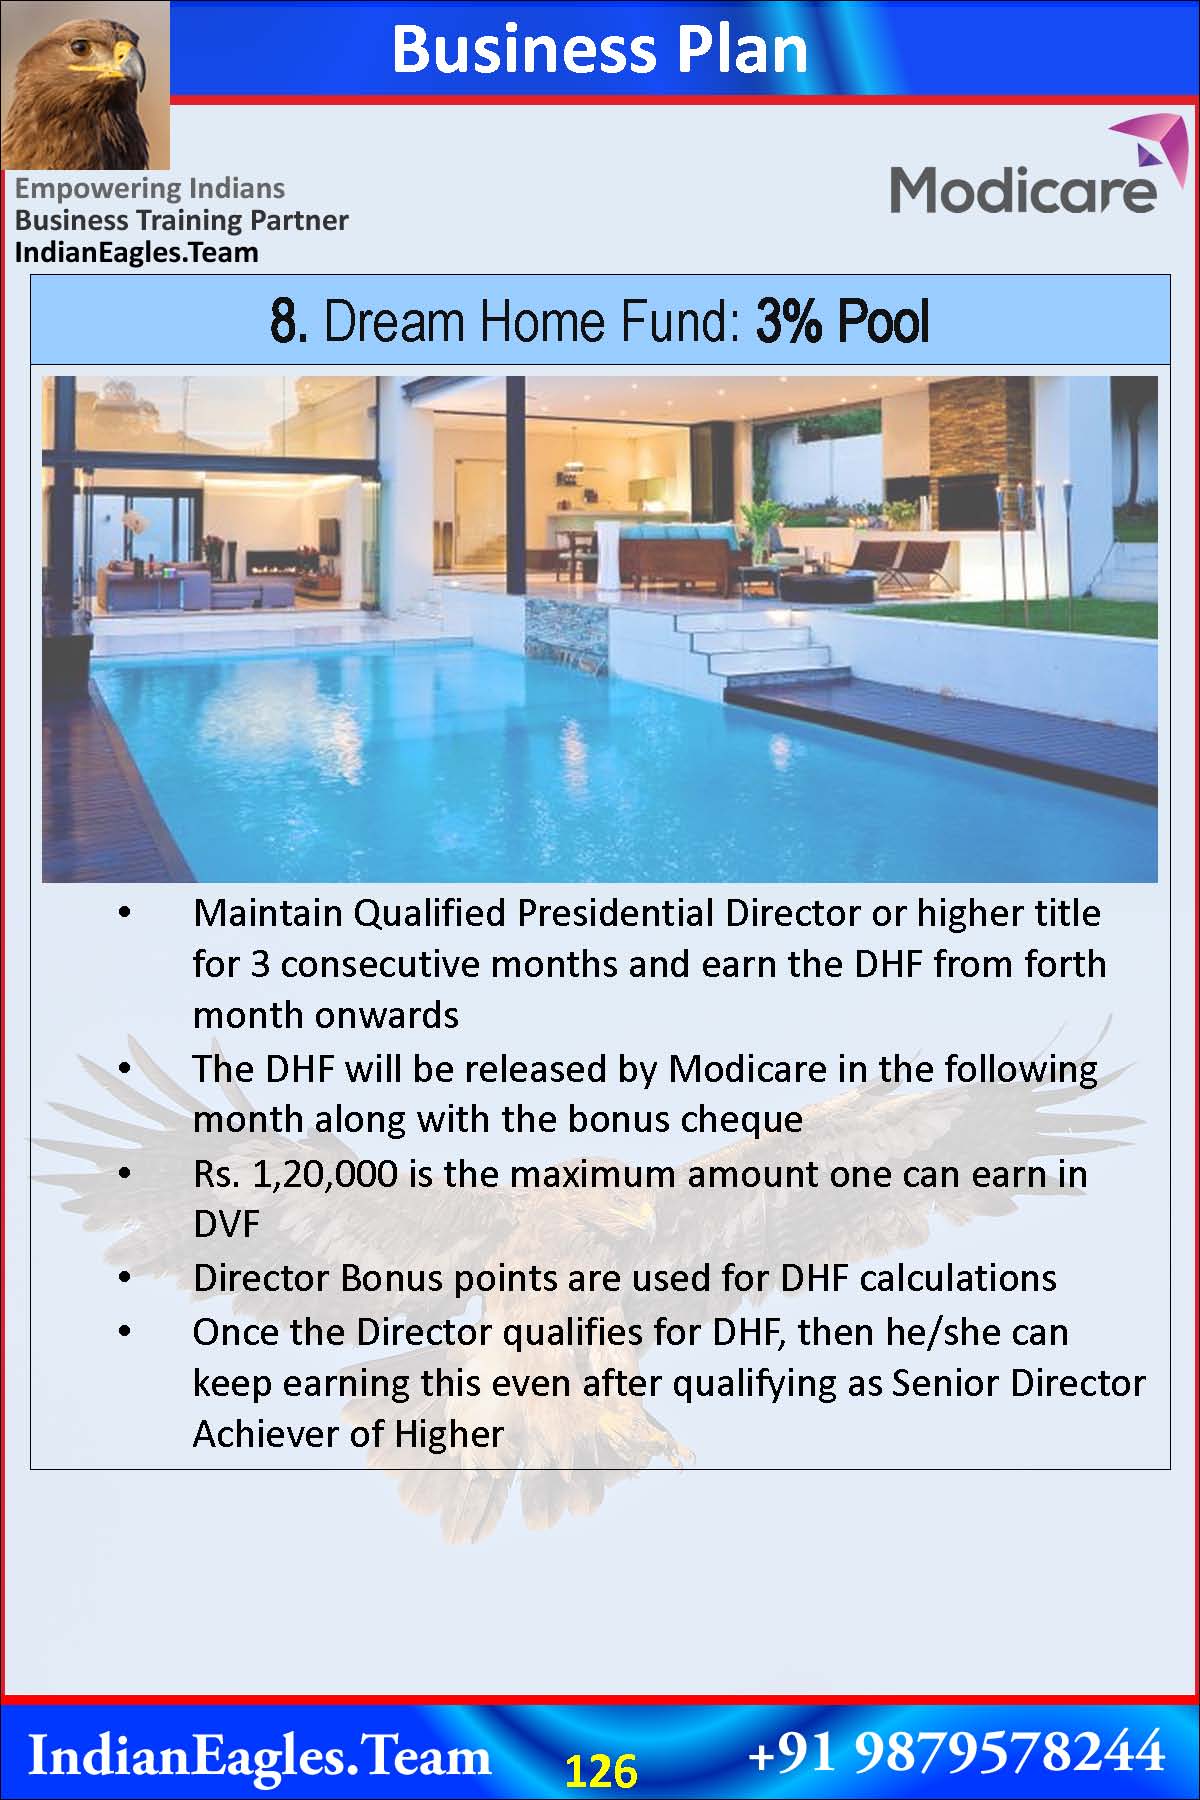 Business Plan
Modicare
Empowering Indians
Business Training Partner
IndianEagles.Team
8. Dream Home Fund: 3% Pool
• Maintain Qualified Presidential Director or higher title
for 3 consecutive months and earn the DHF from forth
month onwards
• The DHF will be released by Modicare in the following
month along with the bonus cheque
• Rs. 1,20,000 is the maximum amount one can earn in
DVF
• Director Bonus points are used for DHF calculations
• Once the Director qualifies for DHF, then he/she can
keep earning this even after qualifying as Senior Director
Achiever of Higher
IndianEagles.Team
126
+91 9879578244